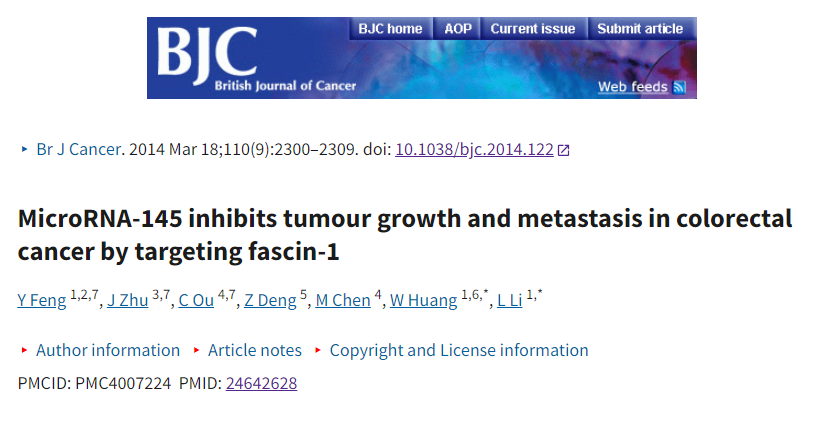 BJC home AOP Current issue Submit article
BJC
British Journal of Cancer
Web feeds
‣ Br J Cancer. 2014 Mar 18;110(9):2300–2309. doi: 10.1038/bjc.2014.122
MicroRNA-145 inhibits tumour growth and metastasis in colorectal
cancer by targeting fascin-1
Y Feng 1,2,7, J Zhu 3,7, C Ou 4,7, Z Deng 5, M Chen 4, W Huang 1,6,*, L Li 1,*
‣ Author information ‣ Article notes ‣ Copyright and License information
PMCID: PMC4007224 PMID: 24642628